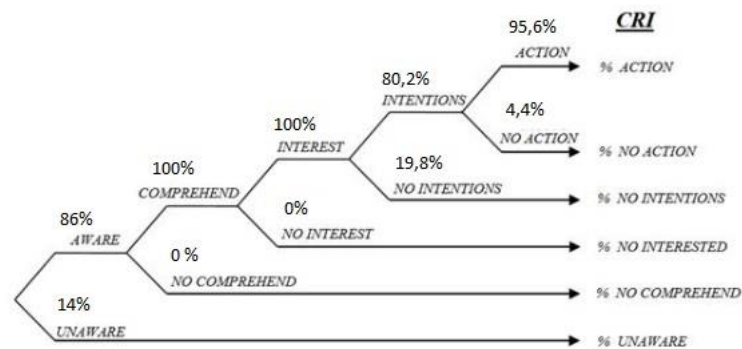 95,6%
CRI
ACTION
% ACTION
80,2%
INTENTIONS
4,4%
100%
NO ACTION
% NO ACTION
INTEREST
19,8%
100%
NO INTENTIONS
% NO INTENTIONS
COMPREHEND
0%
86%
NO INTEREST
% NO INTERESTED
AWARE
0 %
NO COMPREHEND
% NO COMPREHEND
14%
UNAWARE
% UNAWARE